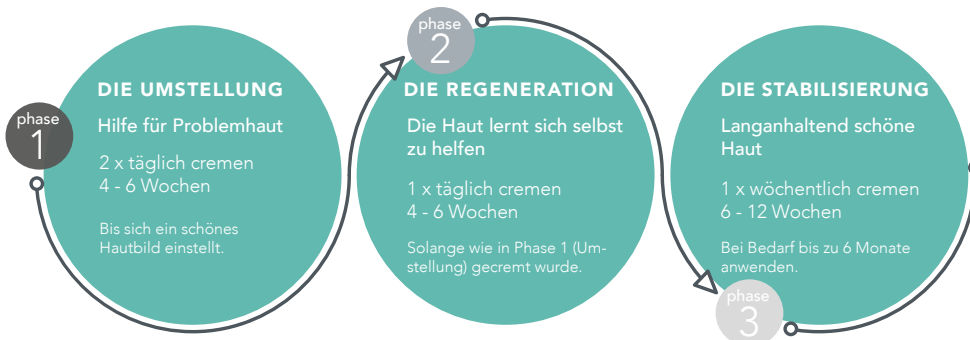 phase
1
DIE UMSTELLUNG
Hilfe für Problemhaut
2 x täglich cremen
4 - 6 Wochen
Bis sich ein schönes
Hautbild einstellt.
phase
2
DIE REGENERATION
Die Haut lernt sich selbst
zu helfen
1 x täglich cremen
4 - 6 Wochen
Solange wie in Phase 1 (Um-
stellung) gecremt wurde.
phase
3
DIE STABILISIERUNG
Langanhaltend schöne
Haut
1 x wöchentlich cremen
6 - 12 Wochen
Bei Bedarf bis zu 6 Monate
anwenden.